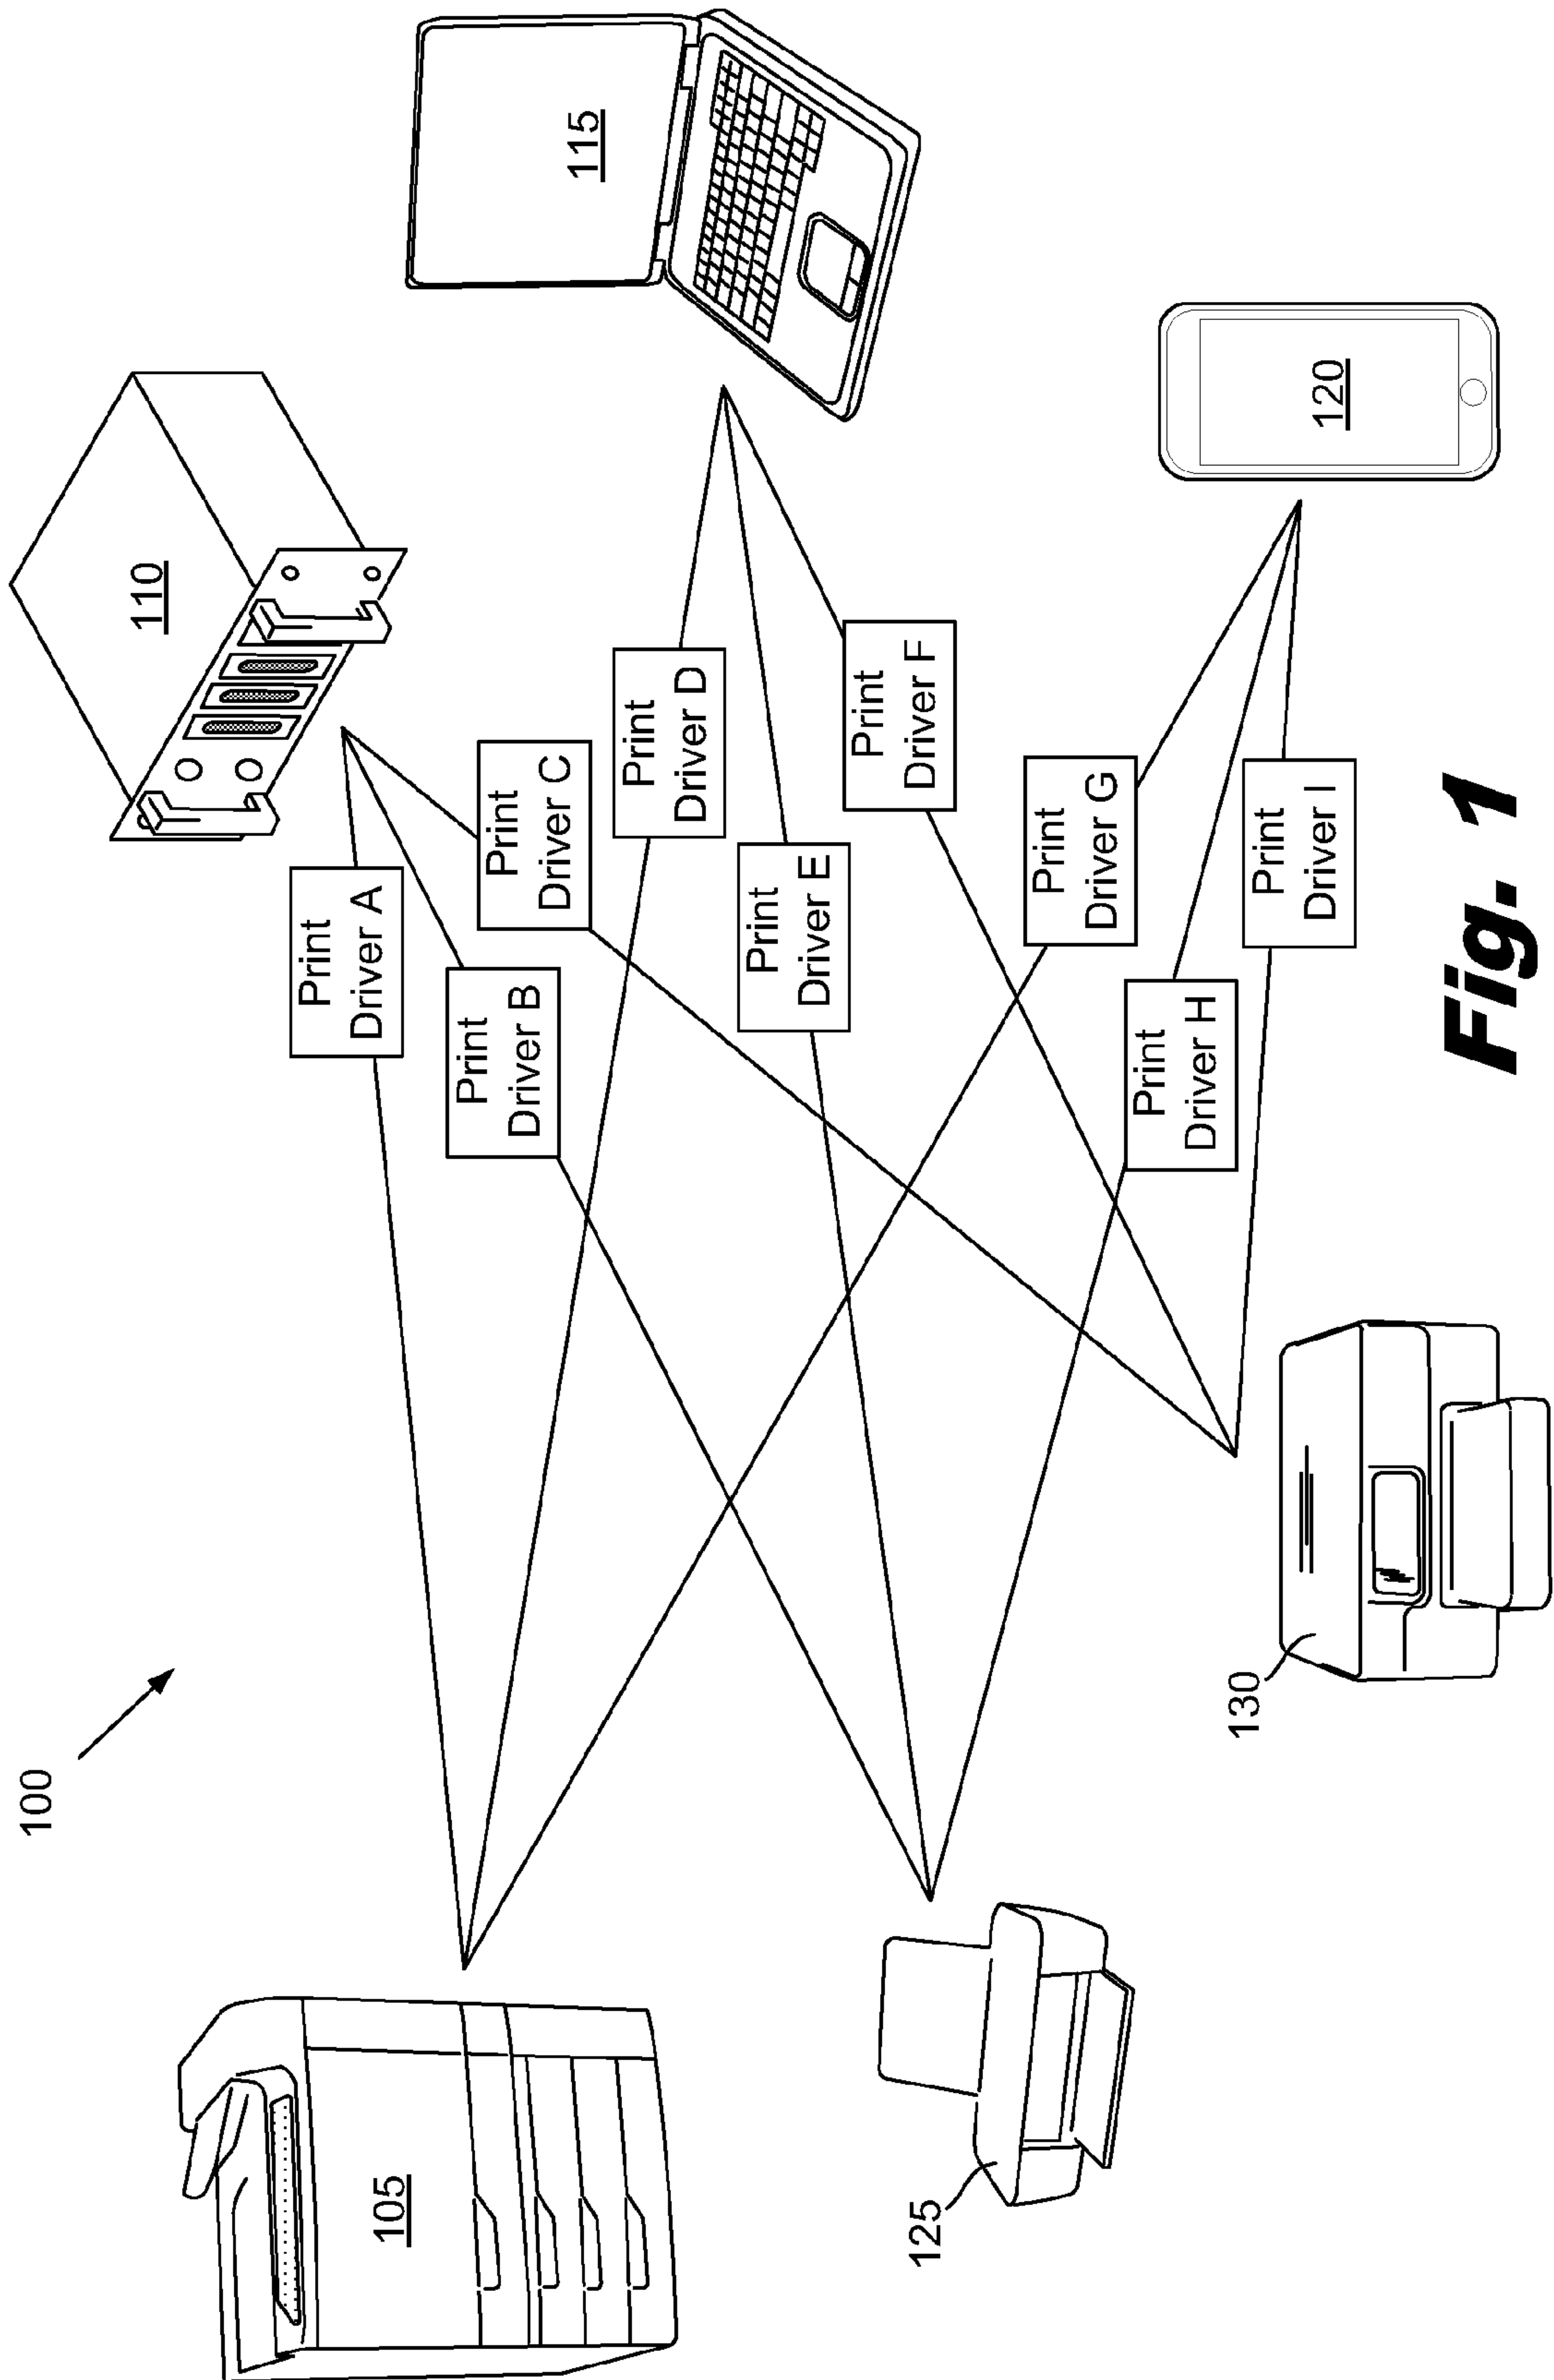 100
105
110
115
120
125
130
Print
Driver A
Print
Driver B
Print
Driver C
Print
Driver D
Print
Driver E
Print
Driver F
Print
Driver G
Print
Driver H
Print
Driver I
Fig. 1